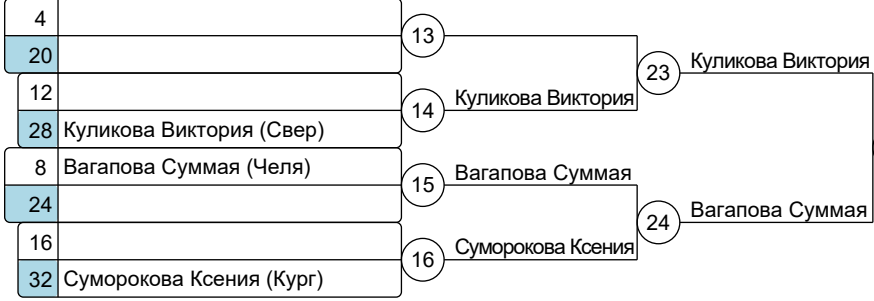 4
20
13
12
28 Куликова Виктория (Свер)
14
Куликова Виктория
23
Куликова Виктория
8 Вагапова Суммая (Челя)
24
15
Вагапова Суммая
16
32 Суморокова Ксения (Кург)
16
Суморокова Ксения
24
Вагапова Суммая